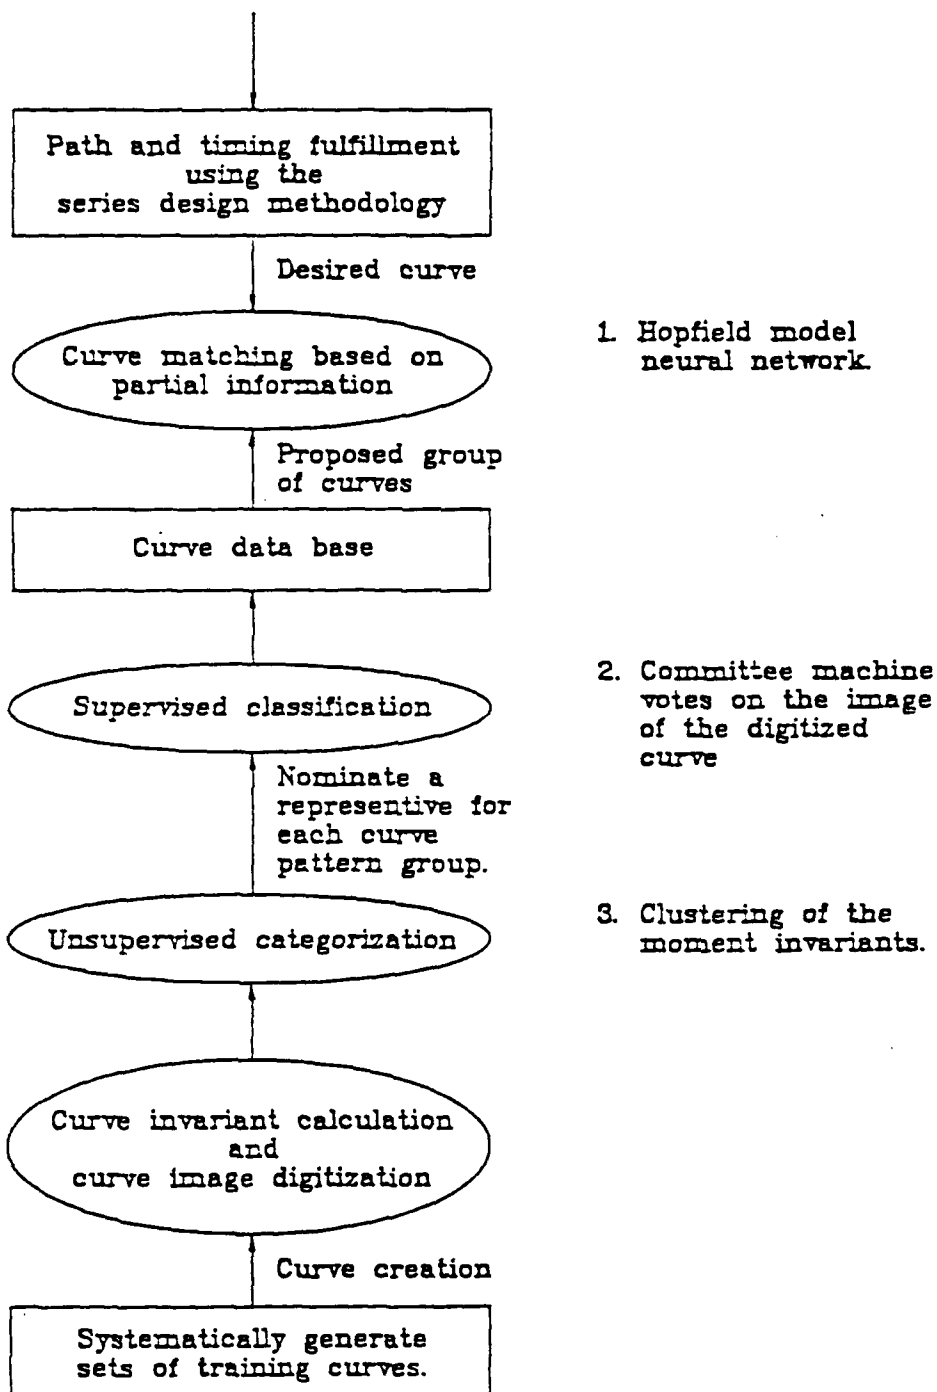 Path and timing fulfillment
using the
series design methodology
Desired curve
Curve matching based on
partial information
1. Hopfield model
neural network.
Proposed group
of curves
Curve data base
Supervised classification
2. Committee machine
votes on the image
of the digitized
curve
Nominate a
representive for
each curve
pattern group.
Unsupervised categorization
3. Clustering of the
moment invariants.
Curve invariant calculation
and
curve image digitization
Curve creation
Systematically generate
sets of training curves.